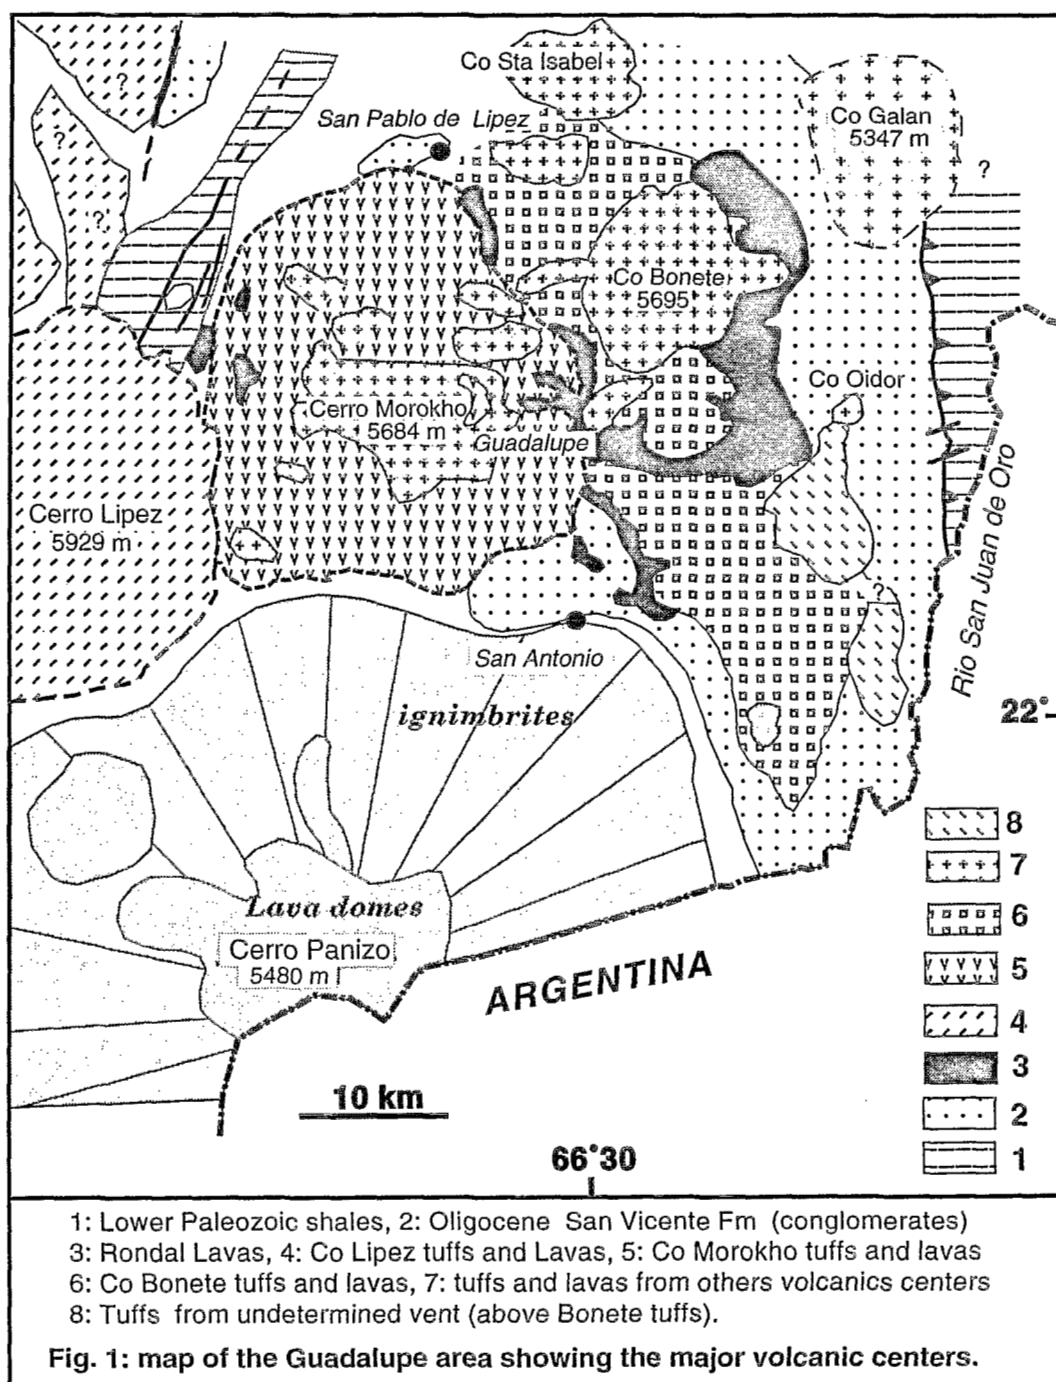 Co Sta Isabel
San Pablo de Lipez
Co Galan
5347 m
?
?
?
?
Co Bonete
5695
Co Oidor
Cerro Morokho
5684 m
Guadalupe
Cerro Lipez
5929 m
?
Rio San Juan de Oro
San Antonio
ignimbrites
22°
Lava domes
Cerro Panizo
5480 m
ARGENTINA
10 km
66°30
8
7
6
5
4
3
2
1
1: Lower Paleozoic shales, 2: Oligocene San Vicente Fm (conglomerates)
3: Rondal Lavas, 4: Co Lipez tuffs and Lavas, 5: Co Morokho tuffs and lavas
6: Co Bonete tuffs and lavas, 7: tuffs and lavas from others volcanics centers
8: Tuffs from undetermined vent (above Bonete tuffs).
Fig. 1: map of the Guadalupe area showing the major volcanic centers.